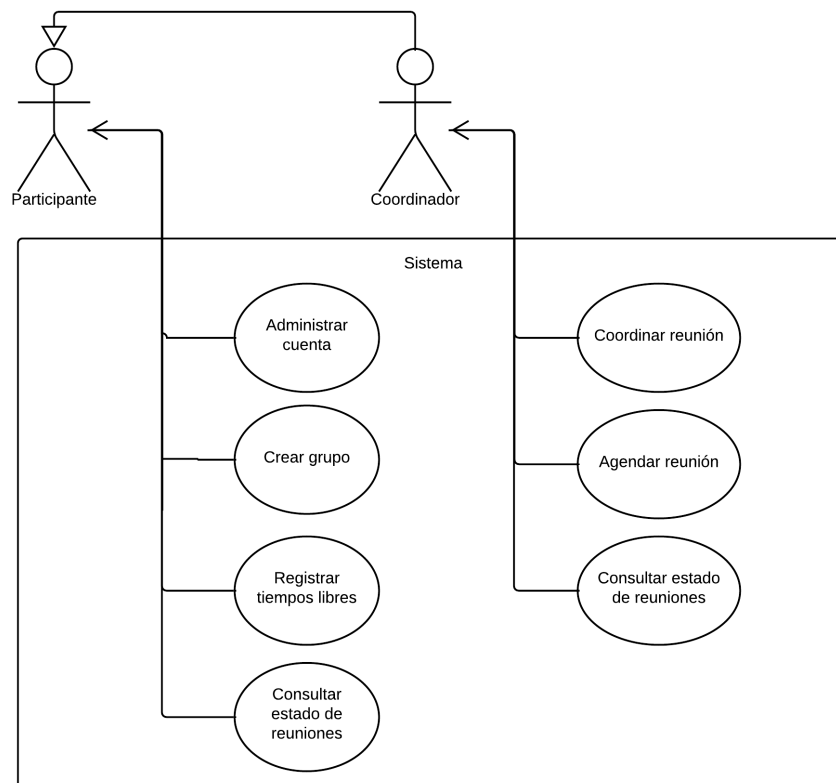 Participante
Coordinador
Sistema
Administrar
cuenta
Coordinar reunión
Crear grupo
Agendar reunión
Registrar
tiempos libres
Consultar estado
de reuniones
Consultar
estado de
reuniones